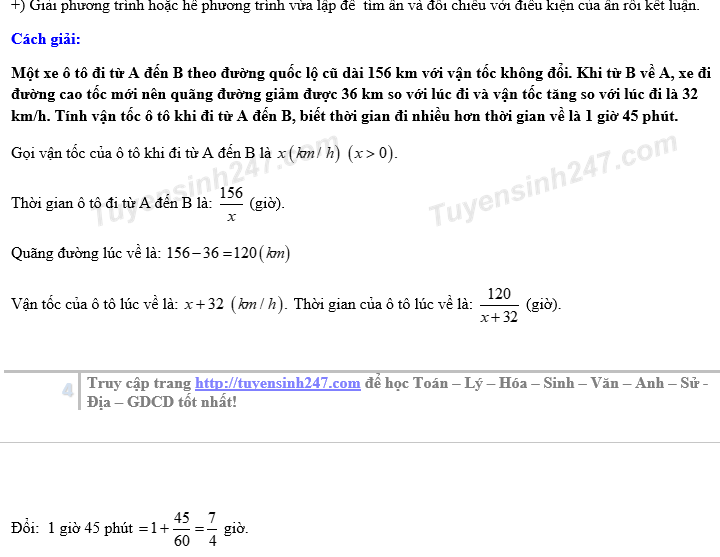 +) Giải phương trình hoặc hệ phương trình vừa lập để tìm ẩn và đối chiếu với điều kiện của ẩn rồi kết luận.
Cách giải:
Một xe ô tô đi từ A đến B theo đường quốc lộ cũ dài 156 km với vận tốc không đổi. Khi từ B về A, xe đi
đường cao tốc mới nên quãng đường giảm được 36 km so với lúc đi và vận tốc tăng so với lúc đi là 32
km/h. Tính vận tốc ô tô khi đi từ A đến B, biết thời gian đi nhiều hơn thời gian về là 1 giờ 45 phút.
Gọi vận tốc của ô tô khi đi từ A đến B là x (km / h) (x > 0).
Thời gian ô tô đi từ A đến B là: 156/x (giờ).
Quãng đường lúc về là: 156 − 36 = 120 (km)
Vận tốc của ô tô lúc về là: x + 32 (km / h). Thời gian của ô tô lúc về là: 120/(x + 32) (giờ).
Tuyensinh247.com
Tuyensinh247.com
4
Truy cập trang http://tuyensinh247.com để học Toán – Lý – Hóa – Sinh – Văn – Anh – Sử -
Địa – GDCD tốt nhất!
Đổi: 1 giờ 45 phút = 1 + 45/60 = 7/4 giờ.